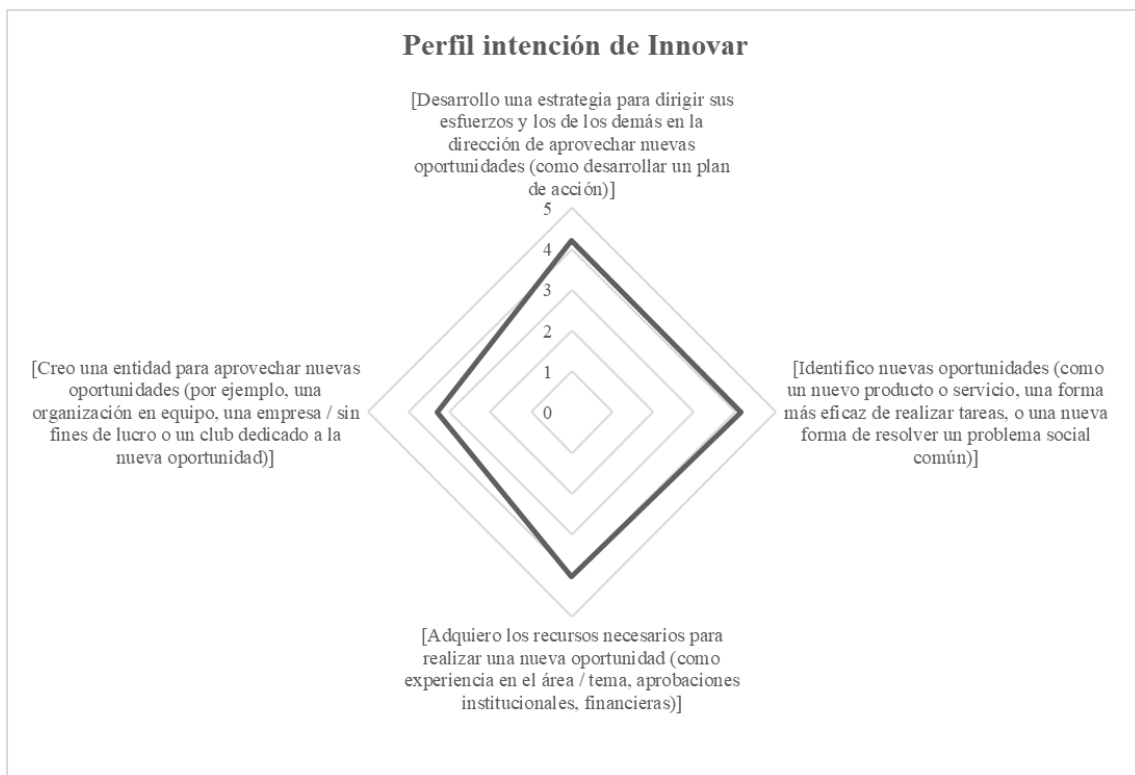 Perfil intención de Innovar
[Desarrollo una estrategia para dirigir sus
esfuerzos y los de los demás en la
dirección de aprovechar nuevas
oportunidades (como desarrollar un plan
de acción)]
5
4
3
2
1
0
[Creo una entidad para aprovechar nuevas
oportunidades (por ejemplo, una
organización en equipo, una empresa / sin
fines de lucro o un club dedicado a la
nueva oportunidad)]
[Identifico nuevas oportunidades (como
un nuevo producto o servicio, una forma
más eficaz de realizar tareas, o una nueva
forma de resolver un problema social
común)]
[Adquiero los recursos necesarios para
realizar una nueva oportunidad (como
experiencia en el área / tema, aprobaciones
institucionales, financieras)]